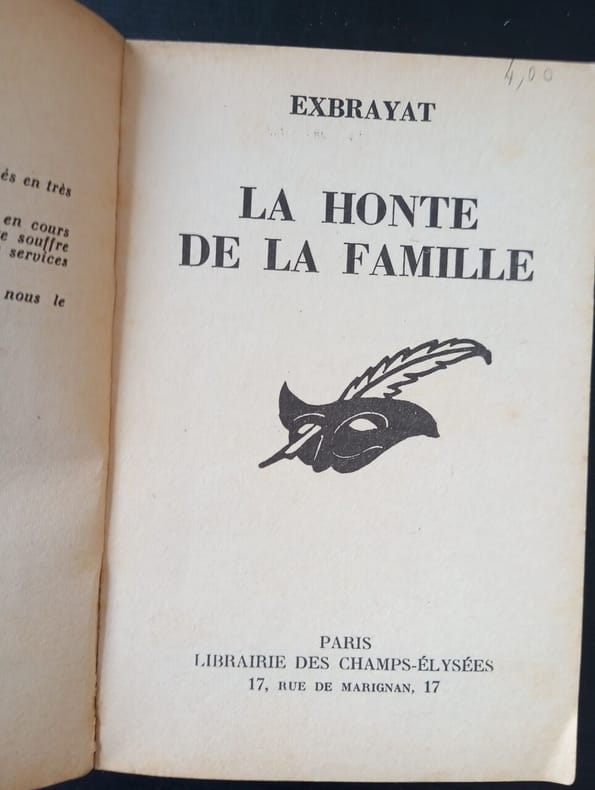 és en très
en cours
souffre
services
nous le
4,00
EXBRAYAT
LA HONTE
DE LA FAMILLE
PARIS
LIBRAIRIE DES CHAMPS-ÉLYSÉES
17, RUE DE MARIGNAN, 17